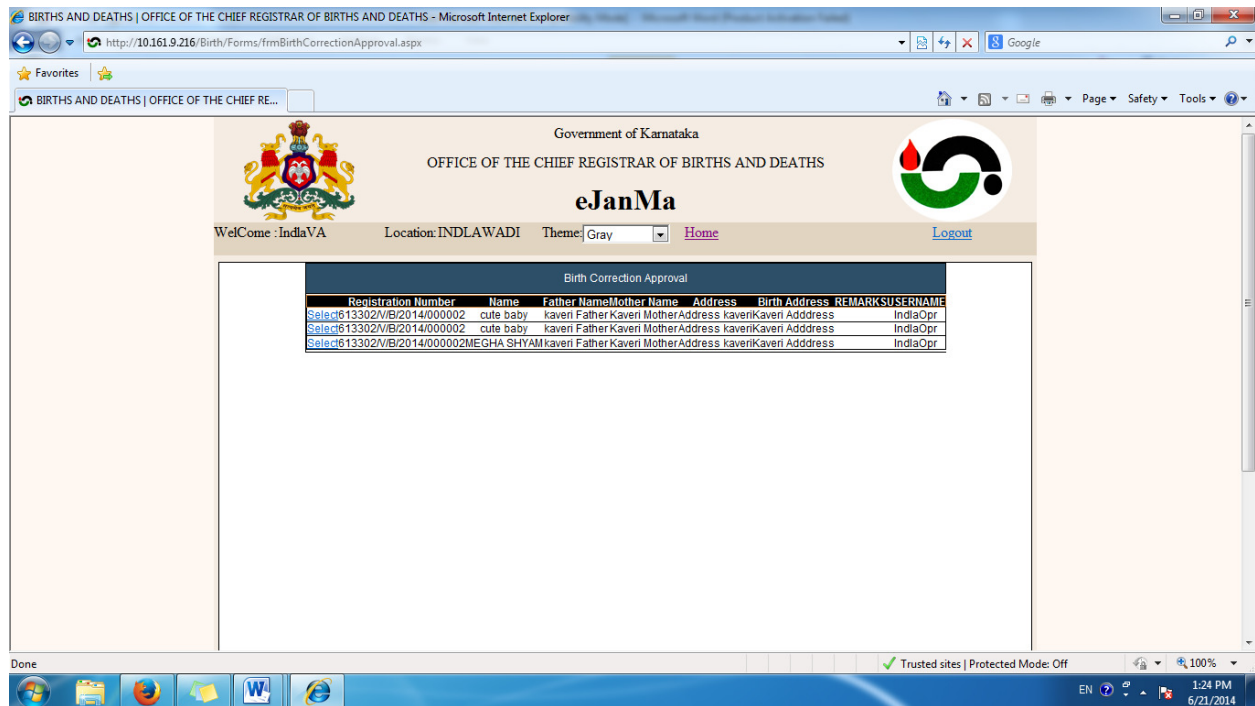 BIRTHS AND DEATHS | OFFICE OF THE CHIEF REGISTRAR OF BIRTHS AND DEATHS - Microsoft Internet Explorer
http://10.161.9.216/Birth/Forms/frmBirthCorrectionApproval.aspx
Google
Favorites
BIRTHS AND DEATHS | OFFICE OF THE CHIEF RE...
Page Safety Tools
Government of Karnataka
OFFICE OF THE CHIEF REGISTRAR OF BIRTHS AND DEATHS
eJanMa
WelCome : IndlaVA Location: INDLAWADI Theme: Gray Home Logout
Birth Correction Approval
Registration Number Name Father Name Mother Name Address Birth Address REMARKS USERNAME
Select 613302/V/B/2014/000002 cute baby kaveri Father Kaveri Mother Address kaveri Kaveri Adddress IndlaOpr
Select 613302/V/B/2014/000002 cute baby kaveri Father Kaveri Mother Address kaveri Kaveri Adddress IndlaOpr
Select 613302/V/B/2014/000002 MEGHA SHYAM kaveri Father Kaveri Mother Address kaveri Kaveri Adddress IndlaOpr
Done Trusted sites | Protected Mode: Off 100%
EN 1:24 PM
6/21/2014